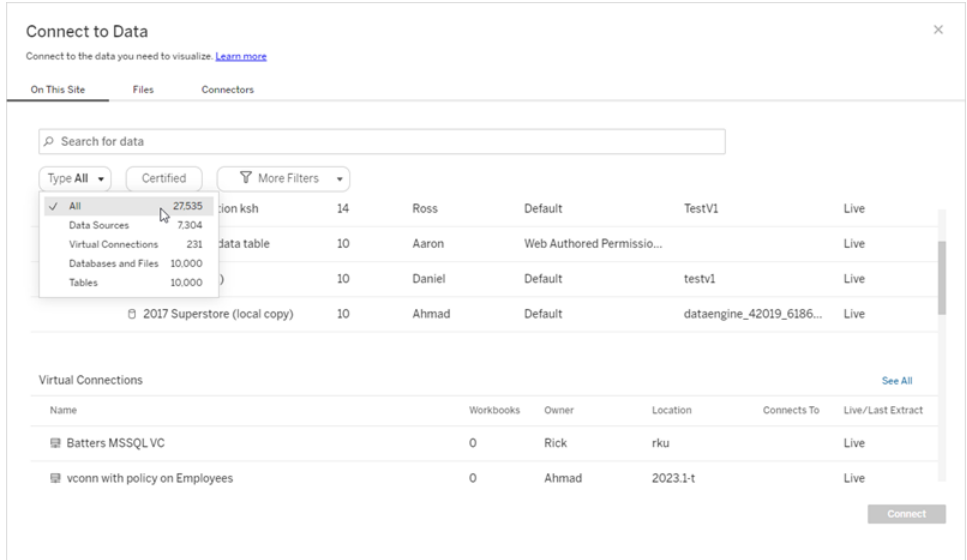 Connect to Data
Connect to the data you need to visualize. Learn more
On This Site Files Connectors
Search for data
Type All Certified More Filters
All 27,535
Data Sources 7,304
Virtual Connections 231
Databases and Files 10,000
Tables 10,000
ion ksh 14 Ross Default TestV1 Live
data table 10 Aaron Web Authored Permissio... Live
) 10 Daniel Default testv1 Live
2017 Superstore (local copy) 10 Ahmad Default dataengine_42019_6186... Live
Virtual Connections See All
Name Workbooks Owner Location Connects To Live/Last Extract
Batters MSSQL VC 0 Rick rku Live
vconn with policy on Employees 0 Ahmad 2023.1-t Live
Connect